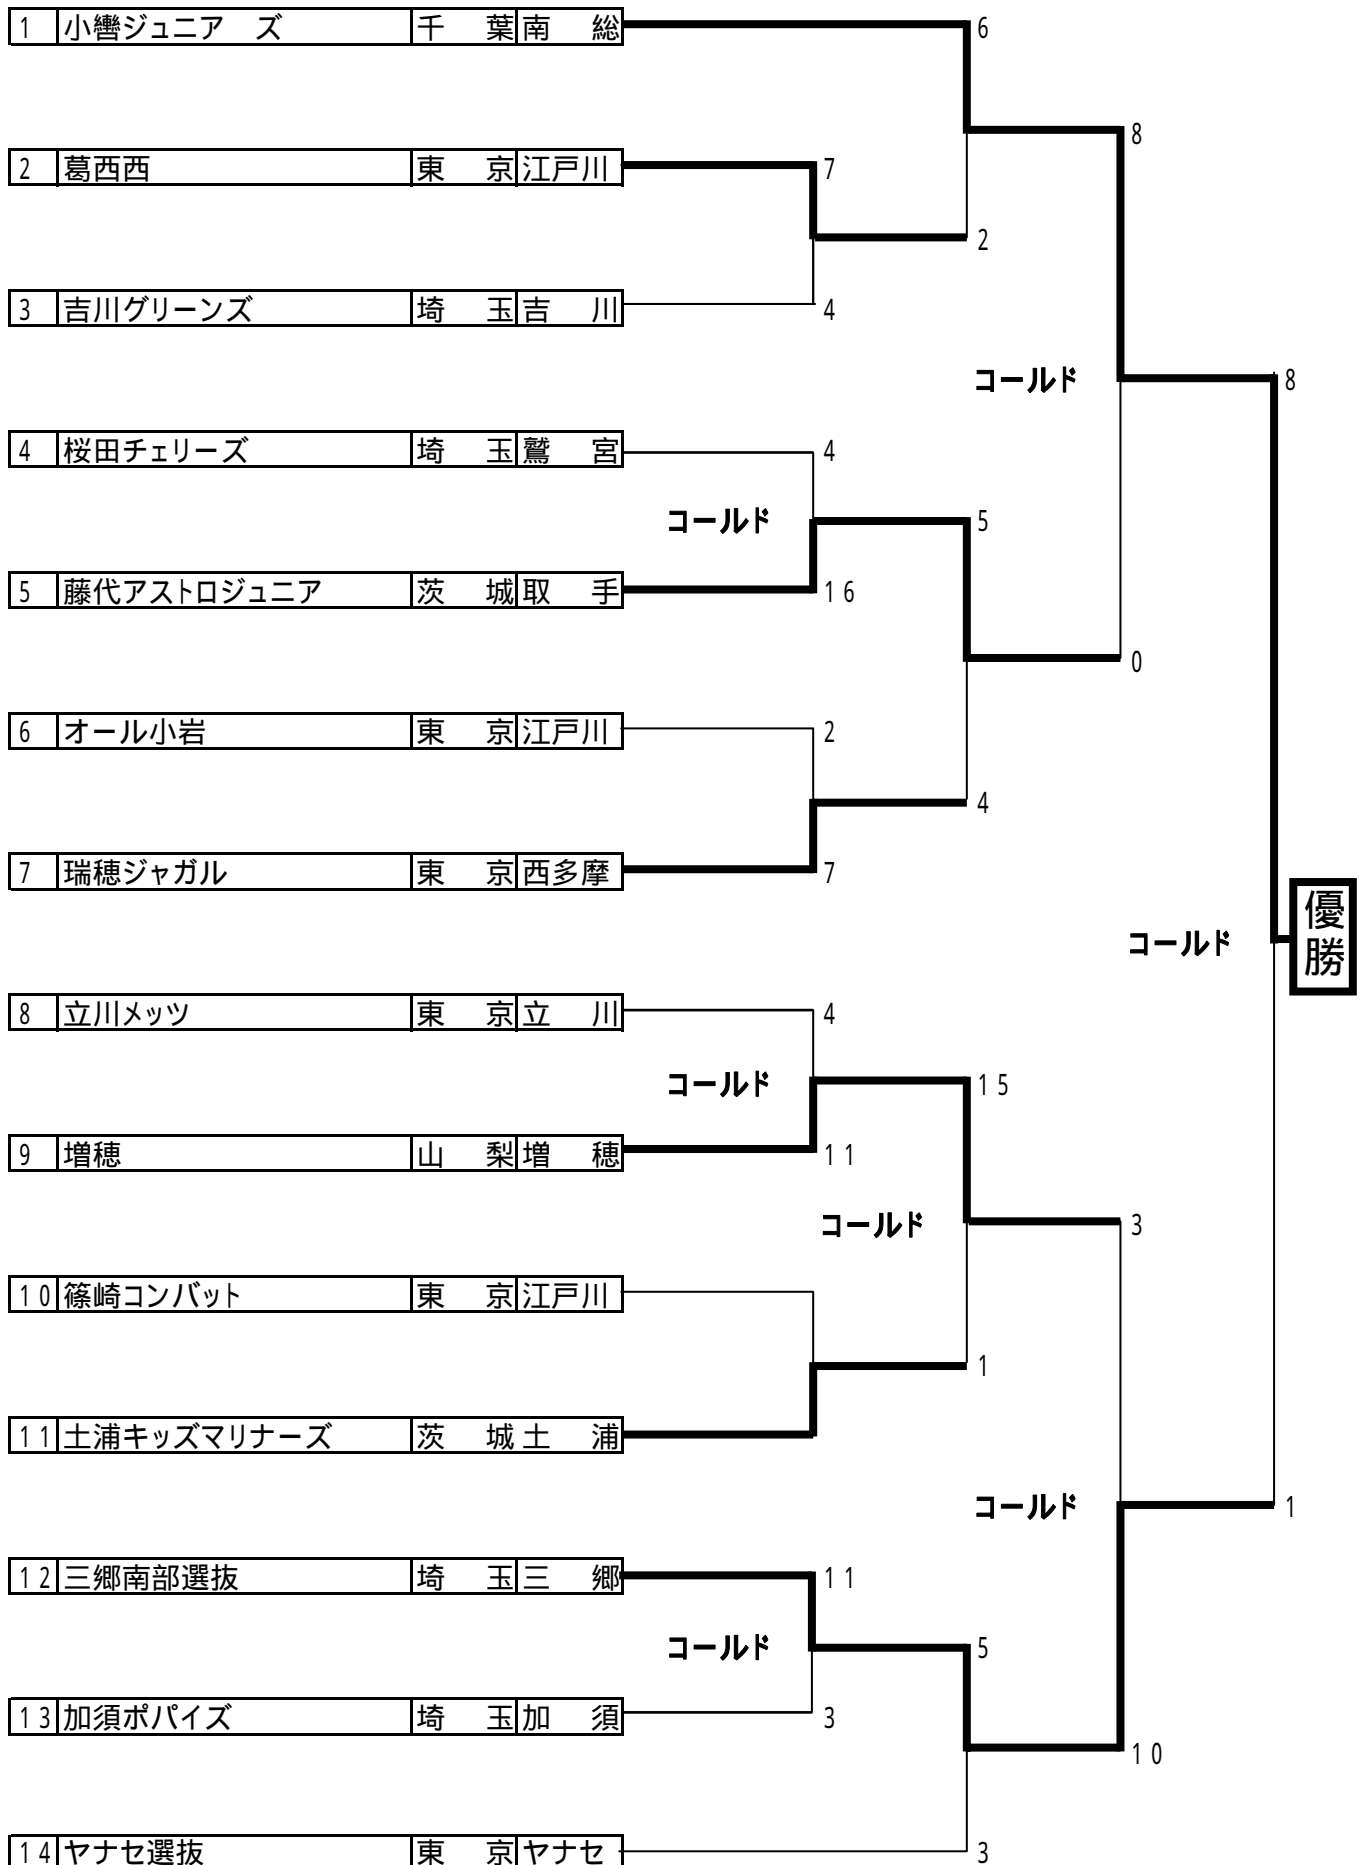 1 小轡ジュニア　ズ 千　葉 南　総 6
8
2 葛西西 東　京 江戸川 7
2
3 吉川グリーンズ 埼　玉 吉　川 4
コールド 8
4 桜田チェリーズ 埼　玉 鷲　宮 4
コールド 5
5 藤代アストロジュニア 茨　城 取　手 16
0
6 オール小岩 東　京 江戸川 2
4
7 瑞穂ジャガル 東　京 西多摩 7
優勝
コールド
8 立川メッツ 東　京 立　川 4
コールド 15
9 増穂 山　梨 増　穂 11
コールド 3
10 篠崎コンバット 東　京 江戸川
1
11 土浦キッズマリナーズ 茨　城 土　浦
コールド 1
12 三郷南部選抜 埼　玉 三　郷 11
コールド 5
13 加須ポパイズ 埼　玉 加　須 3
10
14 ヤナセ選抜 東　京 ヤナセ 3